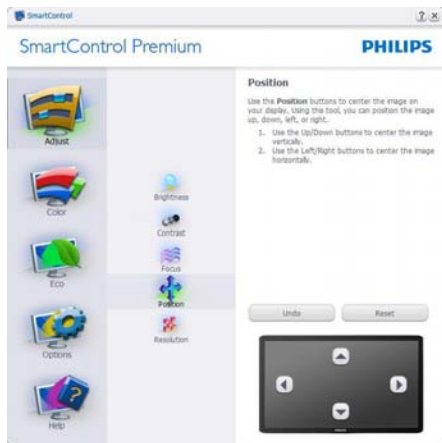 SmartControl
SmartControl Premium
PHILIPS
Adjust
Color
Eco
Options
Help
Brightness
Contrast
Focus
Position
Resolution
Position
Use the Position buttons to center the image on
your display. Using this tool, you can position the image
up, down, left, or right.
1. Use the Up/Down buttons to center the image
vertically.
2. Use the Left/Right buttons to center the image
horizontally.
Undo
Reset
PHILIPS